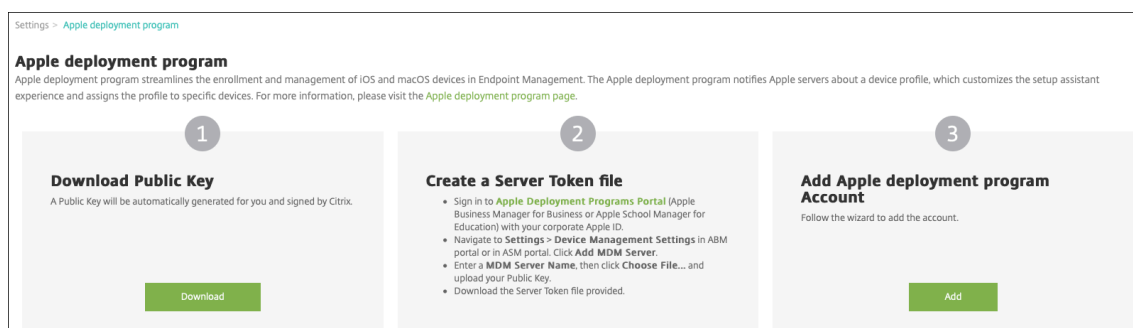 Settings > Apple deployment program
Apple deployment program
Apple deployment program streamlines the enrollment and management of iOS and macOS devices in Endpoint Management. The Apple deployment program notifies Apple servers about a device profile, which customizes the setup assistant
experience and assigns the profile to specific devices. For more information, please visit the Apple deployment program page.
1
Download Public Key
A Public Key will be automatically generated for you and signed by Citrix.
Download
2
Create a Server Token file
• Sign in to Apple Deployment Programs Portal (Apple
Business Manager for Business or Apple School Manager for
Education) with your corporate Apple ID.
• Navigate to Settings > Device Management Settings in ABM
portal or in ASM portal. Click Add MDM Server.
• Enter a MDM Server Name, then click Choose File... and
upload your Public Key.
• Download the Server Token file provided.
3
Add Apple deployment program
Account
Follow the wizard to add the account.
Add